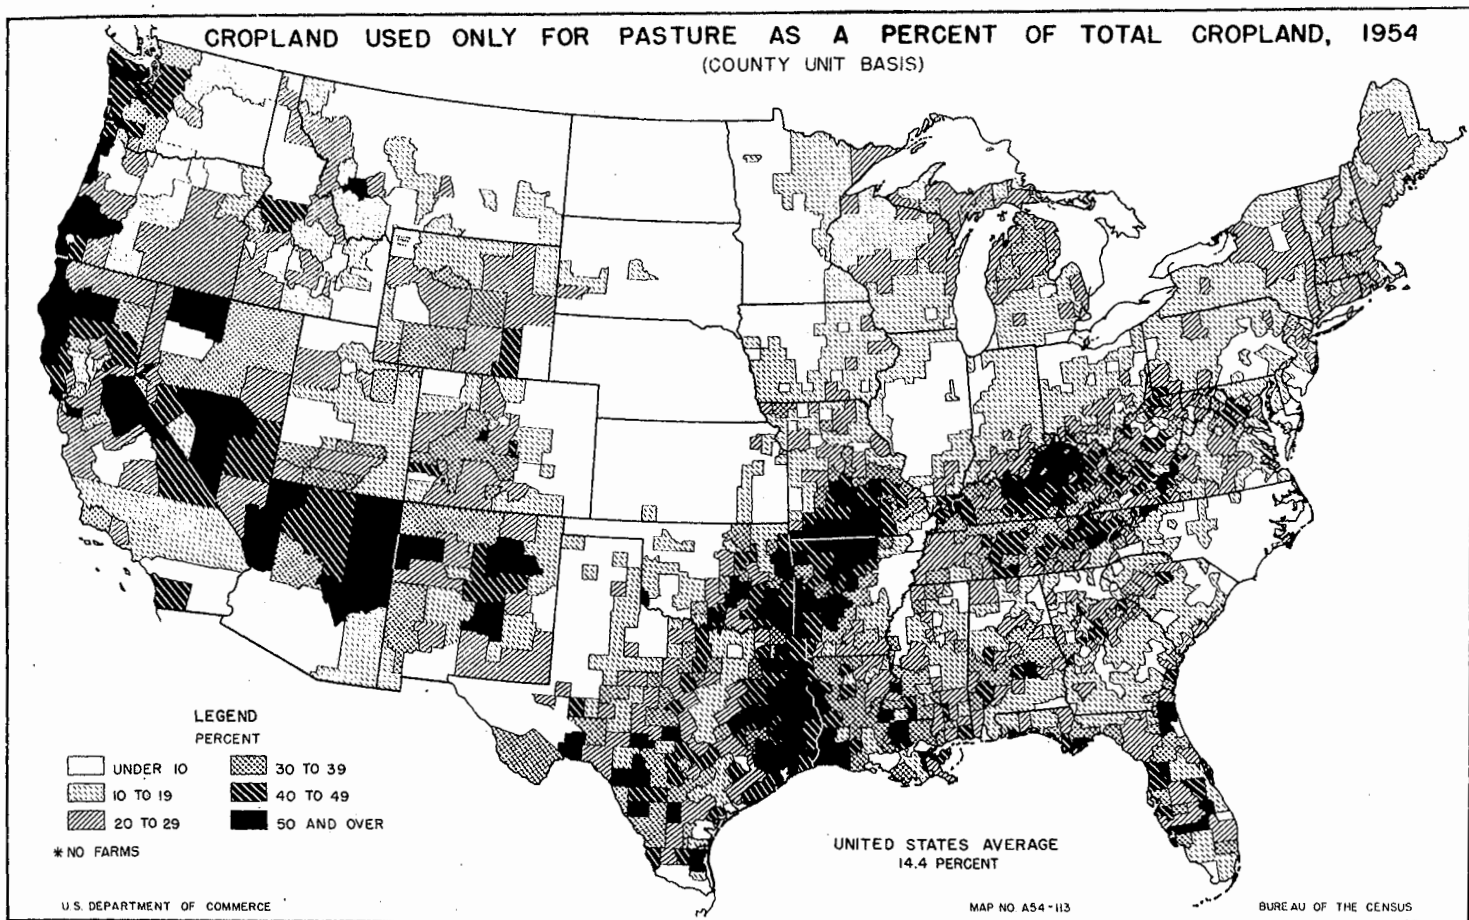 CROPLAND USED ONLY FOR PASTURE AS A PERCENT OF TOTAL CROPLAND, 1954
(COUNTY UNIT BASIS)
LEGEND
PERCENT
UNDER 10
10 TO 19
20 TO 29
30 TO 39
40 TO 49
50 AND OVER
* NO FARMS
UNITED STATES AVERAGE
14.4 PERCENT
U.S. DEPARTMENT OF COMMERCE
MAP NO. A54-113
BUREAU OF THE CENSUS